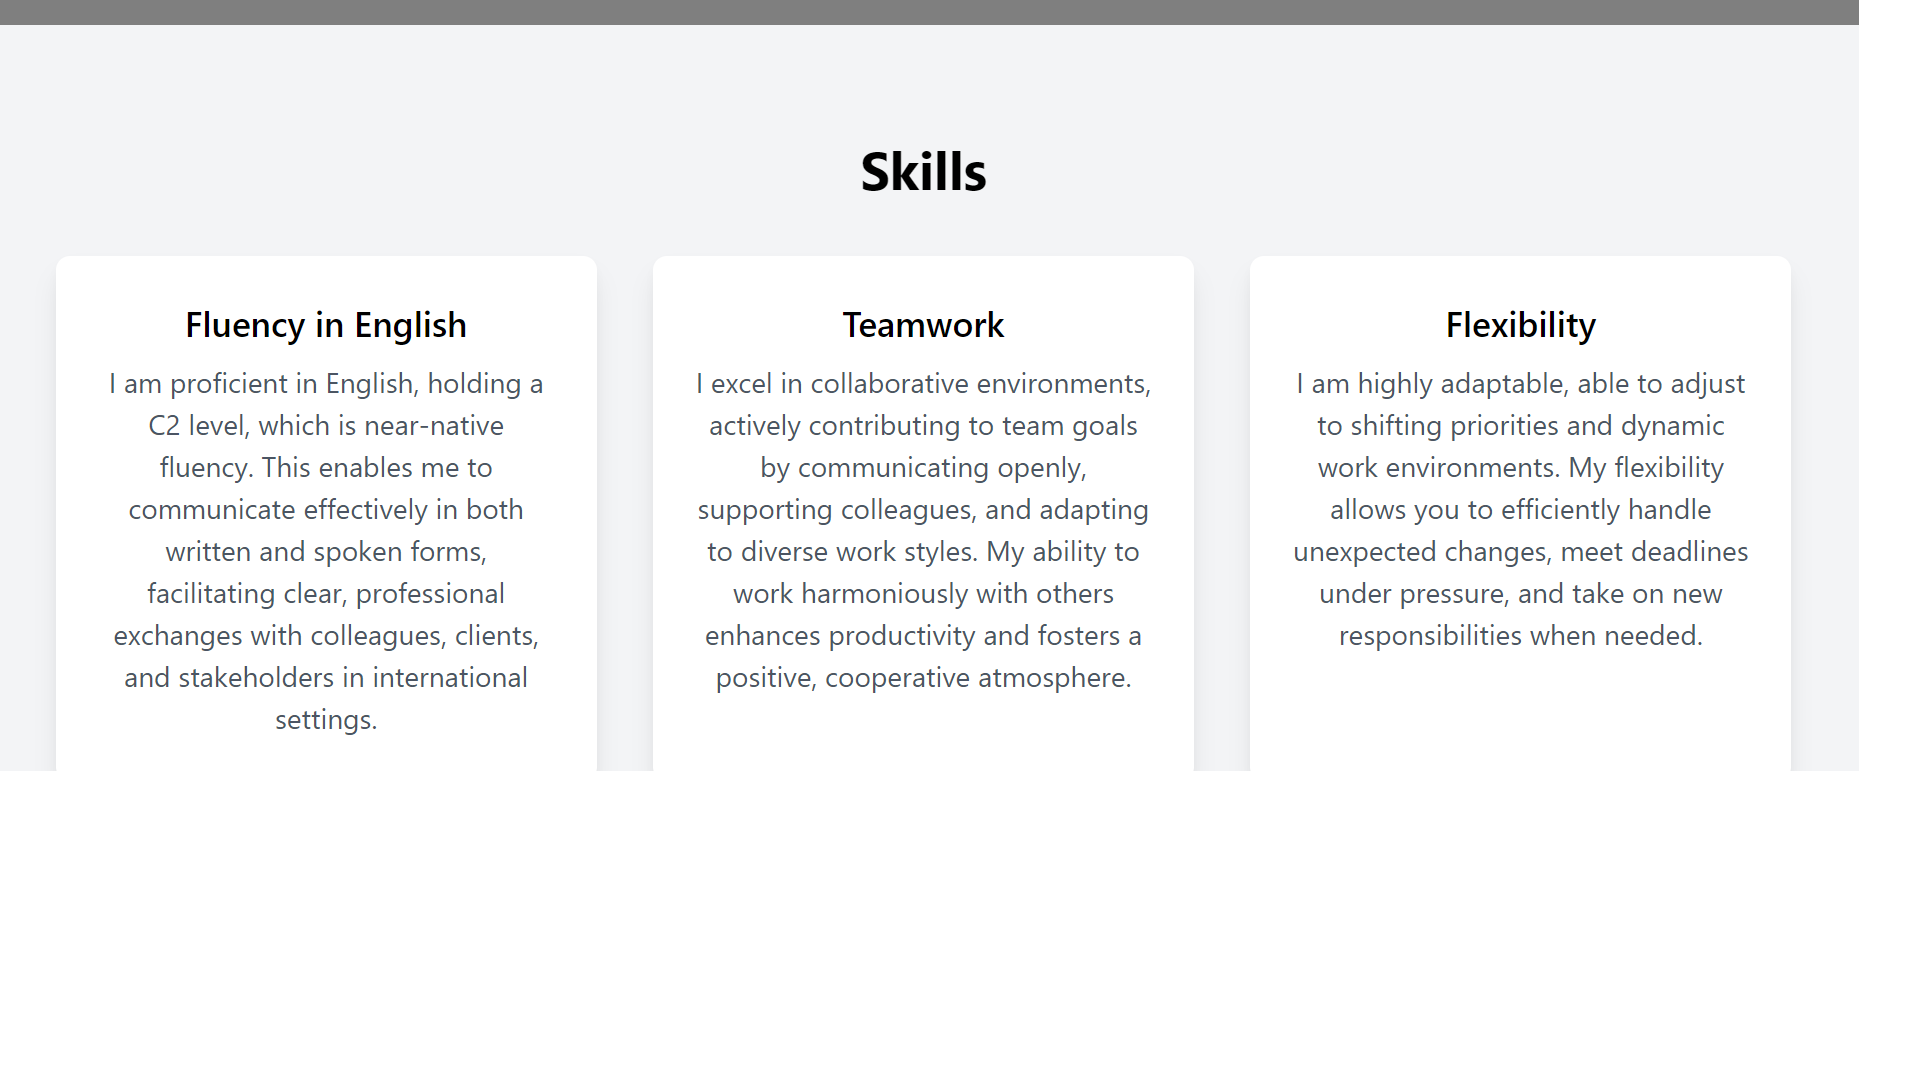 Skills
Fluency in English
I am proficient in English, holding a
C2 level, which is near-native
fluency. This enables me to
communicate effectively in both
written and spoken forms,
facilitating clear, professional
exchanges with colleagues, clients,
and stakeholders in international
settings.
Teamwork
I excel in collaborative environments,
actively contributing to team goals
by communicating openly,
supporting colleagues, and adapting
to diverse work styles. My ability to
work harmoniously with others
enhances productivity and fosters a
positive, cooperative atmosphere.
Flexibility
I am highly adaptable, able to adjust
to shifting priorities and dynamic
work environments. My flexibility
allows you to efficiently handle
unexpected changes, meet deadlines
under pressure, and take on new
responsibilities when needed.